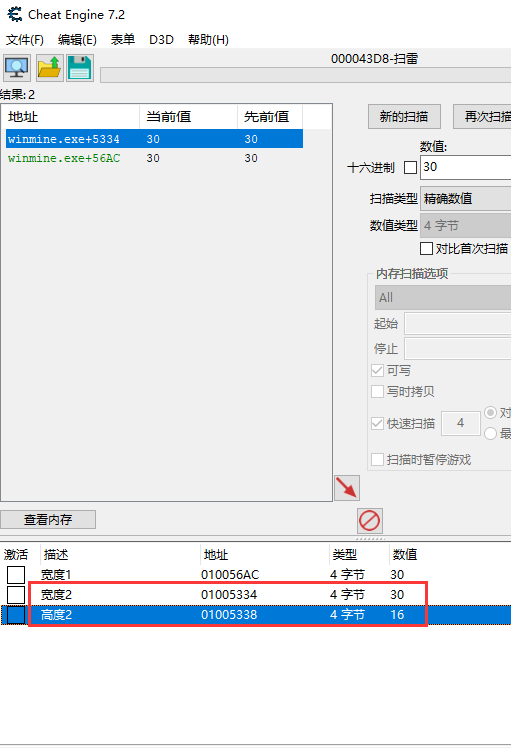 Cheat Engine 7.2
文件(F) 编辑(E) 表单 D3D 帮助(H)
000043D8-扫雷
结果: 2
地址 当前值 先前值
winmine.exe+5334 30 30
winmine.exe+56AC 30 30
新的扫描 再次扫描
数值:
十六进制 30
扫描类型 精确数值
数值类型 4 字节
对比首次扫描
内存扫描选项
All
起始
停止
可写
写时拷贝
快速扫描 4 对
最
扫描时暂停游戏
查看内存
激活 描述 地址 类型 数值
宽度1 010056AC 4 字节 30
宽度2 01005334 4 字节 30
高度2 01005338 4 字节 16